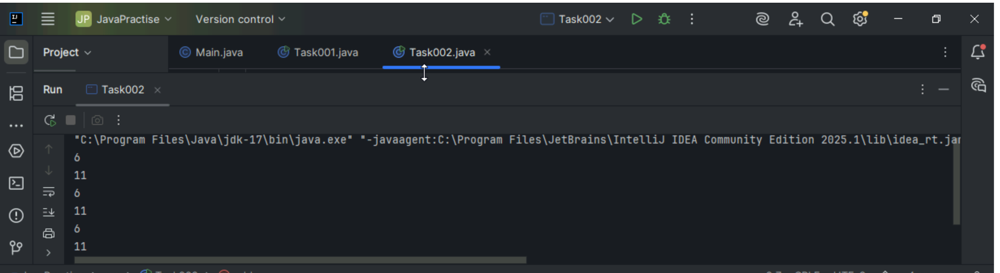 IJ JP JavaPractise Version control Task002
Project Main.java Task001.java Task002.java
Run Task002
"C:\Program Files\Java\jdk-17\bin\java.exe" "-javaagent:C:\Program Files\JetBrains\IntelliJ IDEA Community Edition 2025.1\lib\idea_rt.jar
6
11
6
11
6
11